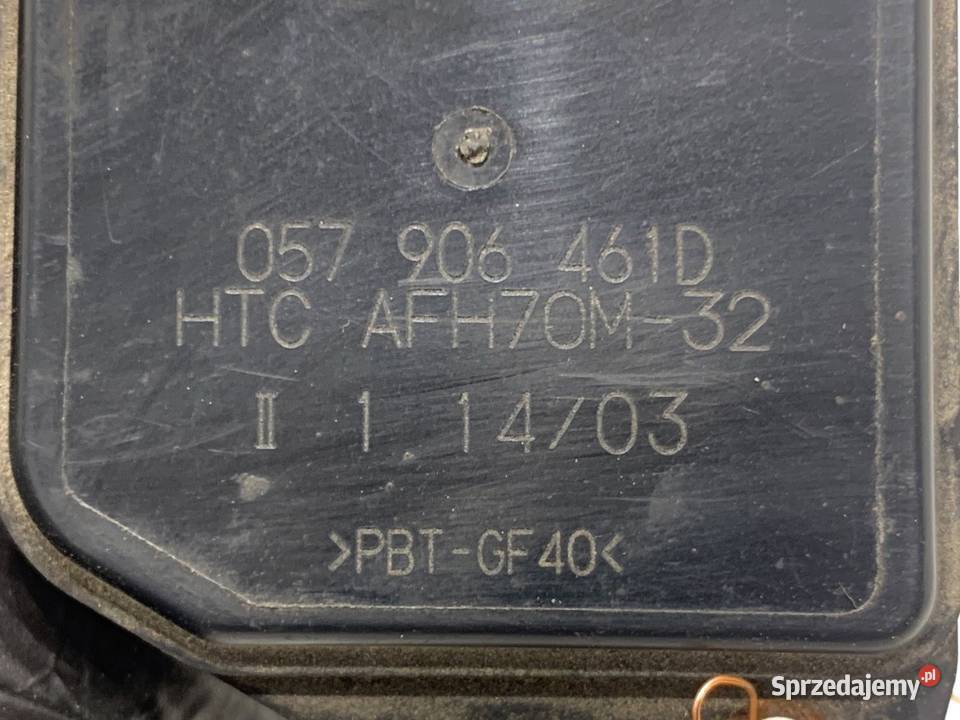 057 906 461D
HTC AFH70M-32
II 1 14/03
>PBT-GF40<
Sprzedajemy.pl